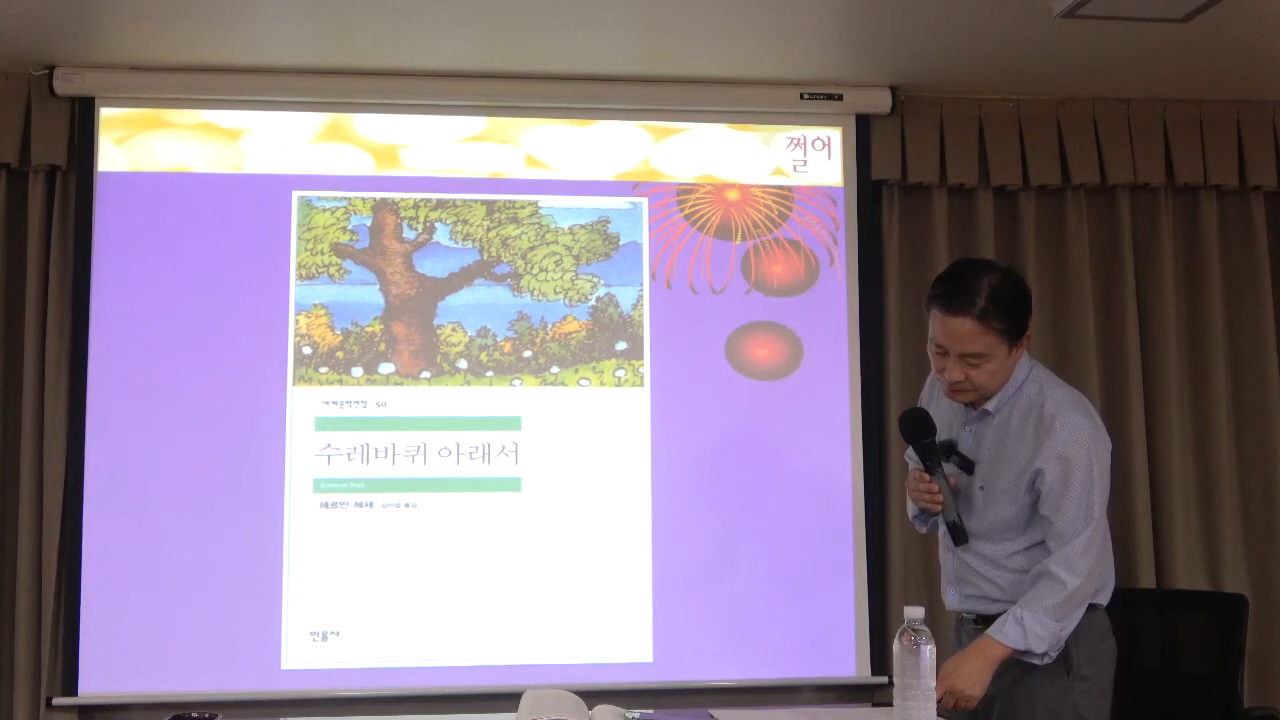 쩔어
세계문학전집 50
수레바퀴 아래서
헤르만 헤세
민음사